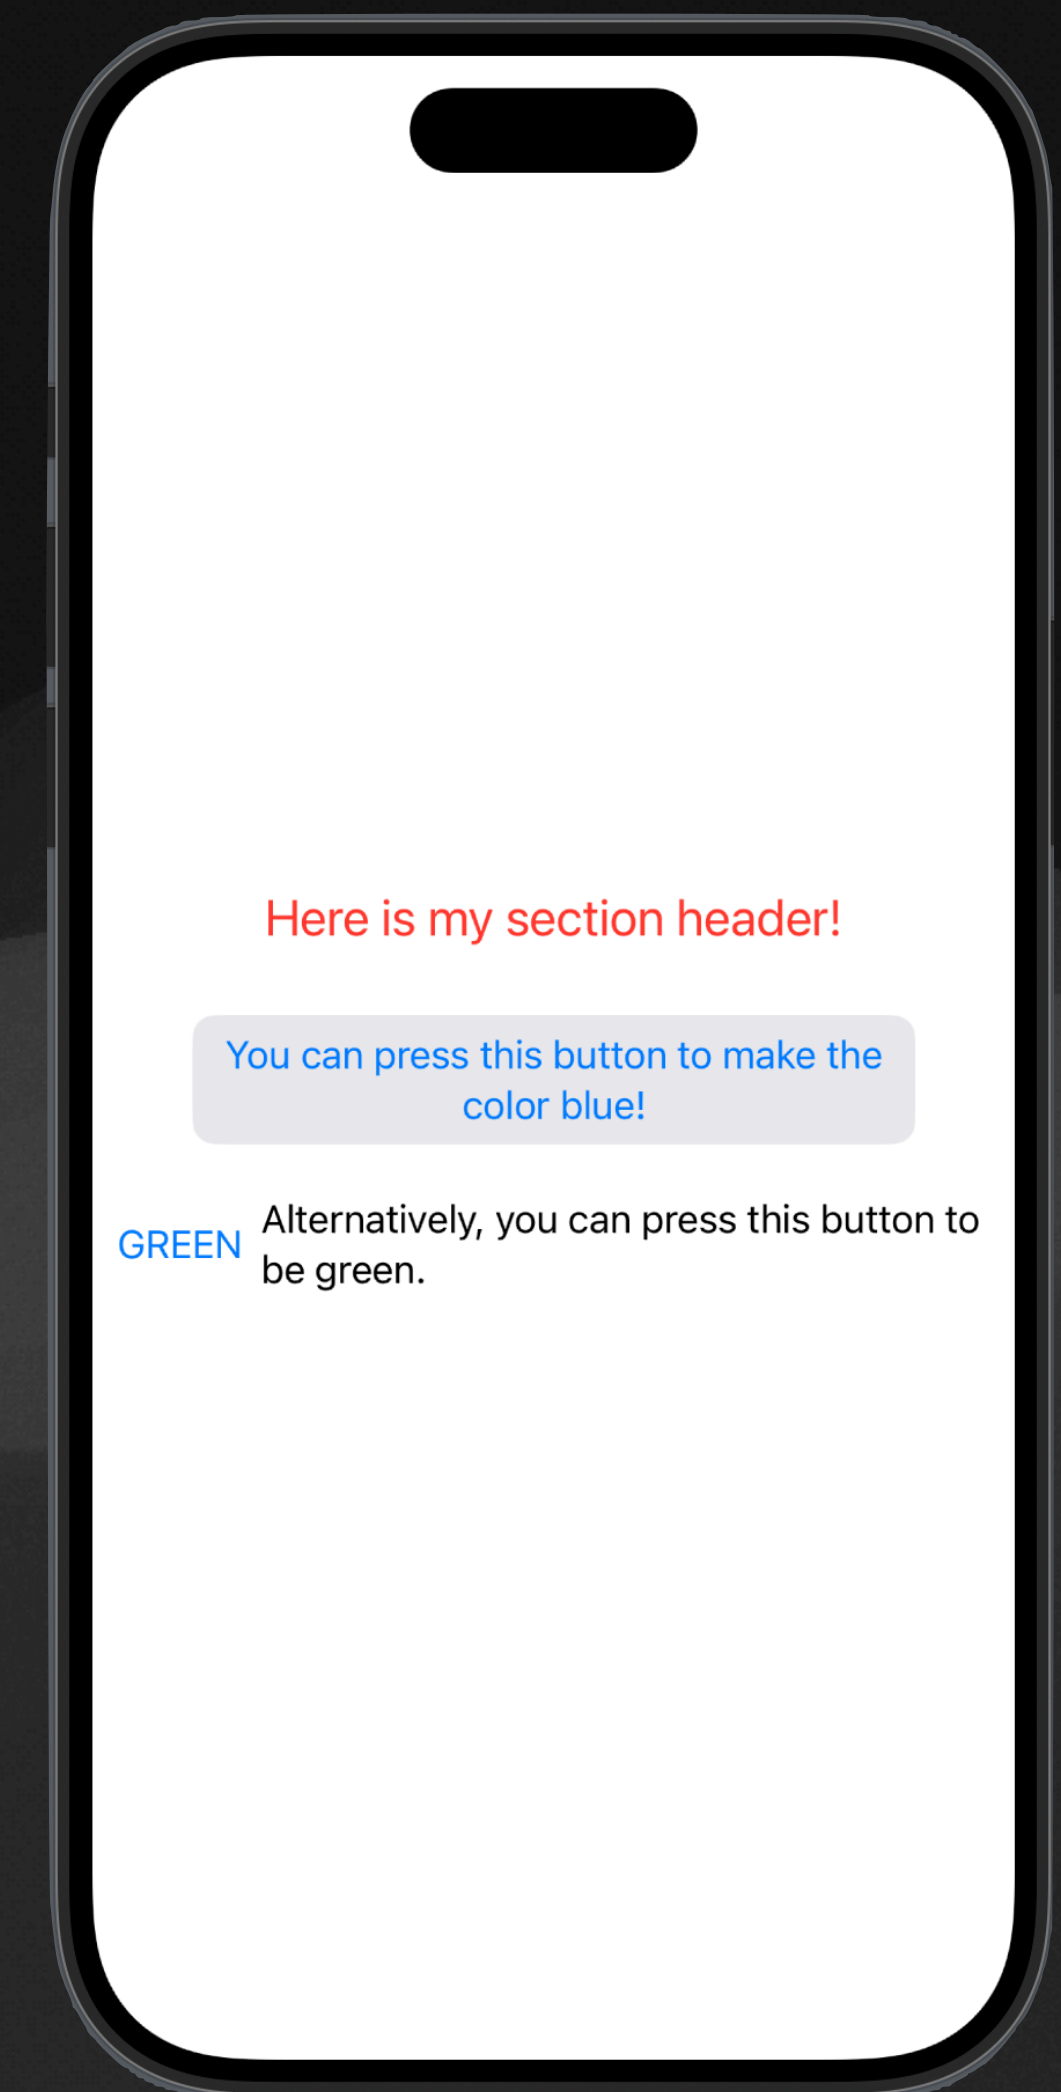 Here is my section header!
You can press this button to make the
color blue!
GREEN
Alternatively, you can press this button to
be green.